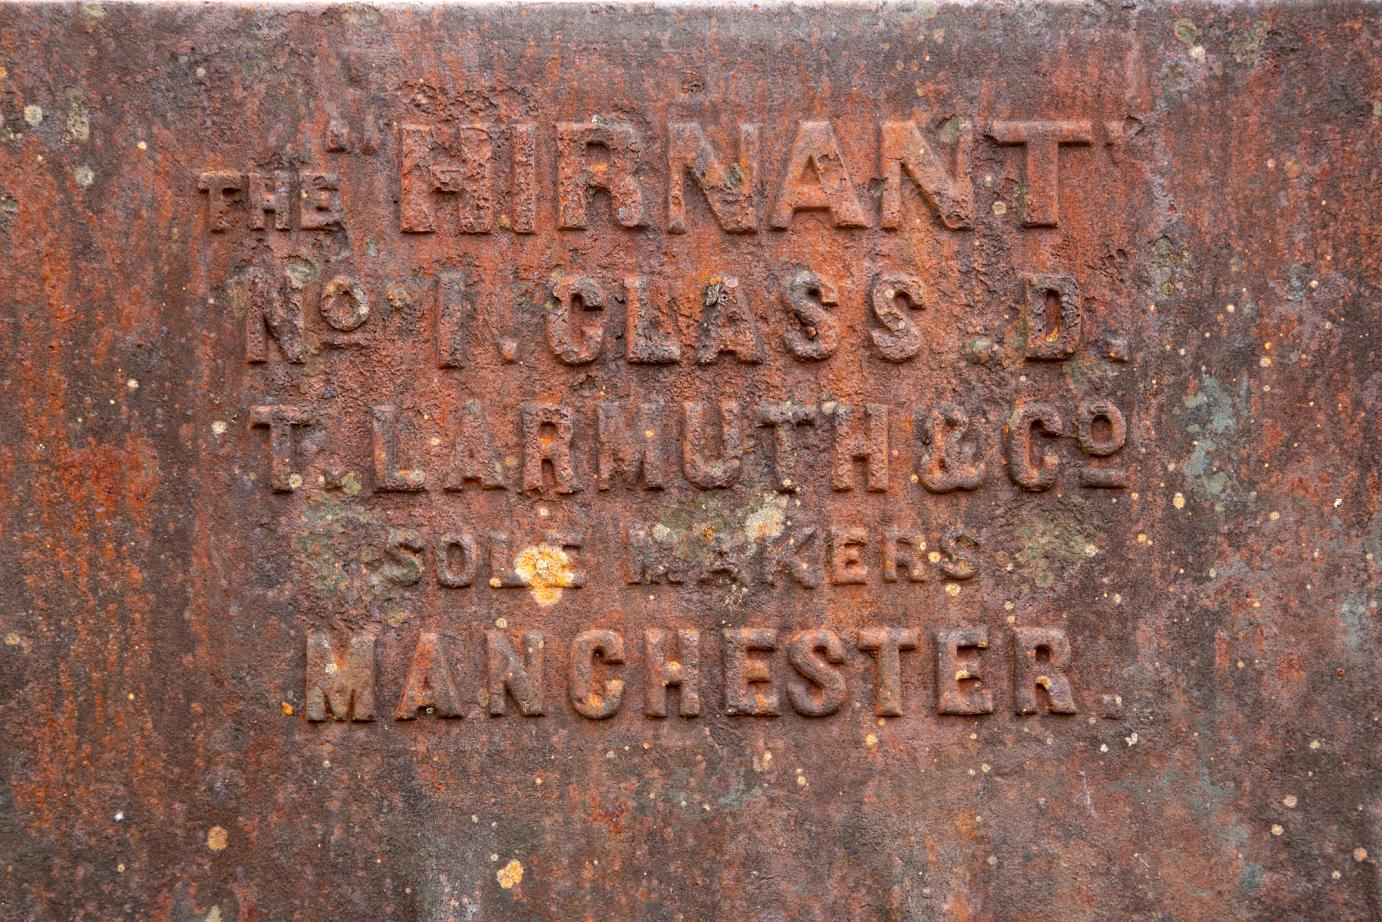 THE "HIRNANT"
Nº 1. CLASS. D.
T. LARMUTH & Cº
SOLE MAKERS
MANCHESTER.